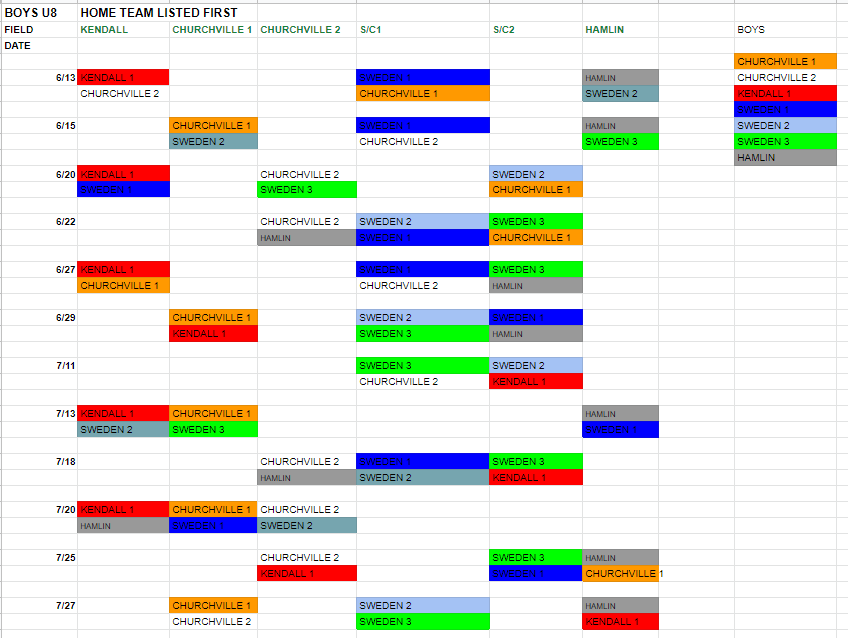 BOYS U8 HOME TEAM LISTED FIRST
FIELD KENDALL CHURCHVILLE 1 CHURCHVILLE 2 S/C1 S/C2 HAMLIN BOYS
DATE
CHURCHVILLE 1
6/13 KENDALL 1 SWEDEN 1 HAMLIN CHURCHVILLE 2
CHURCHVILLE 2 CHURCHVILLE 1 SWEDEN 2 KENDALL 1
SWEDEN 1
6/15 CHURCHVILLE 1 SWEDEN 1 HAMLIN SWEDEN 2
SWEDEN 2 CHURCHVILLE 2 SWEDEN 3 SWEDEN 3
HAMLIN
6/20 KENDALL 1 CHURCHVILLE 2 SWEDEN 2
SWEDEN 1 SWEDEN 3 CHURCHVILLE 1
6/22 CHURCHVILLE 2 SWEDEN 2 SWEDEN 3
HAMLIN SWEDEN 1 CHURCHVILLE 1
6/27 KENDALL 1 SWEDEN 1 SWEDEN 3
CHURCHVILLE 1 CHURCHVILLE 2 HAMLIN
6/29 CHURCHVILLE 1 SWEDEN 2 SWEDEN 1
KENDALL 1 SWEDEN 3 HAMLIN
7/11 SWEDEN 3 SWEDEN 2
CHURCHVILLE 2 KENDALL 1
7/13 KENDALL 1 CHURCHVILLE 1 HAMLIN
SWEDEN 2 SWEDEN 3 SWEDEN 1
7/18 CHURCHVILLE 2 SWEDEN 1 SWEDEN 3
HAMLIN SWEDEN 2 KENDALL 1
7/20 KENDALL 1 CHURCHVILLE 1 CHURCHVILLE 2
HAMLIN SWEDEN 1 SWEDEN 2
7/25 CHURCHVILLE 2 SWEDEN 3 HAMLIN
KENDALL 1 SWEDEN 1 CHURCHVILLE 1
7/27 CHURCHVILLE 1 SWEDEN 2 HAMLIN
CHURCHVILLE 2 SWEDEN 3 KENDALL 1